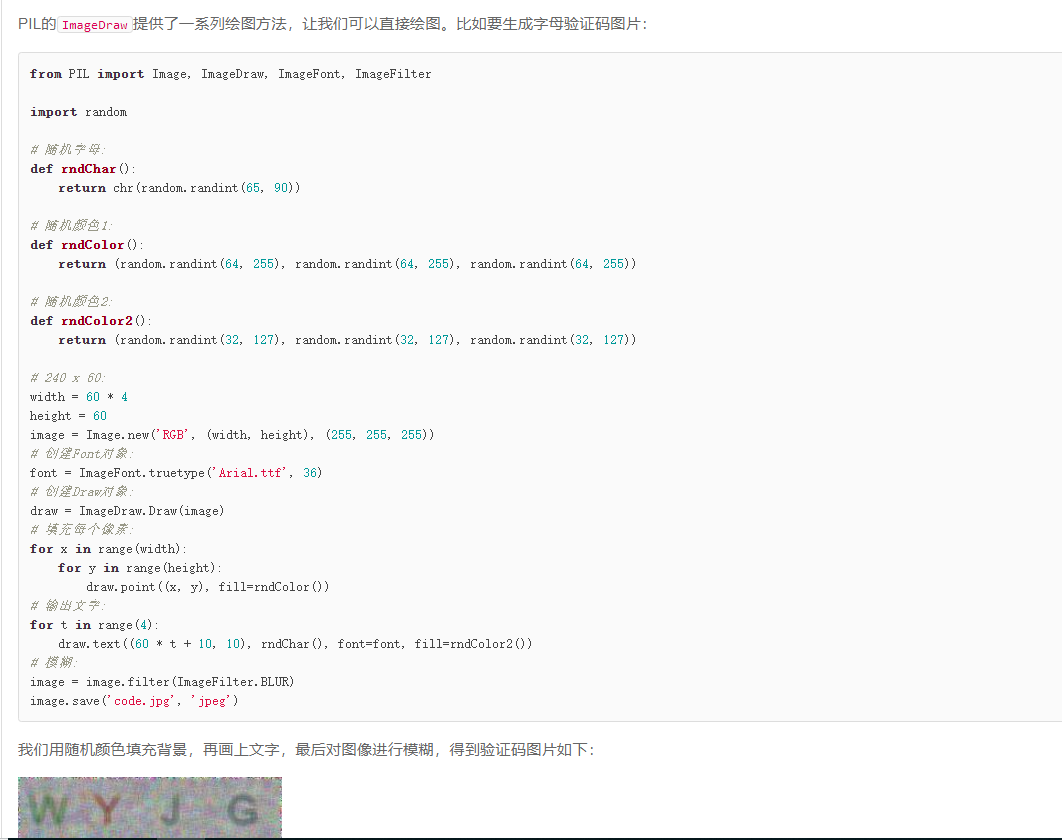 PIL的ImageDraw提供了一系列绘图方法，让我们可以直接绘图。比如要生成字母验证码图片：
from PIL import Image, ImageDraw, ImageFont, ImageFilter
import random
# 随机字母:
def rndChar():
    return chr(random.randint(65, 90))
# 随机颜色1:
def rndColor():
    return (random.randint(64, 255), random.randint(64, 255), random.randint(64, 255))
# 随机颜色2:
def rndColor2():
    return (random.randint(32, 127), random.randint(32, 127), random.randint(32, 127))
# 240 x 60:
width = 60 * 4
height = 60
image = Image.new('RGB', (width, height), (255, 255, 255))
# 创建Font对象:
font = ImageFont.truetype('Arial.ttf', 36)
# 创建Draw对象:
draw = ImageDraw.Draw(image)
# 填充每个像素:
for x in range(width):
    for y in range(height):
        draw.point((x, y), fill=rndColor())
# 输出文字:
for t in range(4):
    draw.text((60 * t + 10, 10), rndChar(), font=font, fill=rndColor2())
# 模糊:
image = image.filter(ImageFilter.BLUR)
image.save('code.jpg', 'jpeg')
我们用随机颜色填充背景，再画上文字，最后对图像进行模糊，得到验证码图片如下：
W Y J G